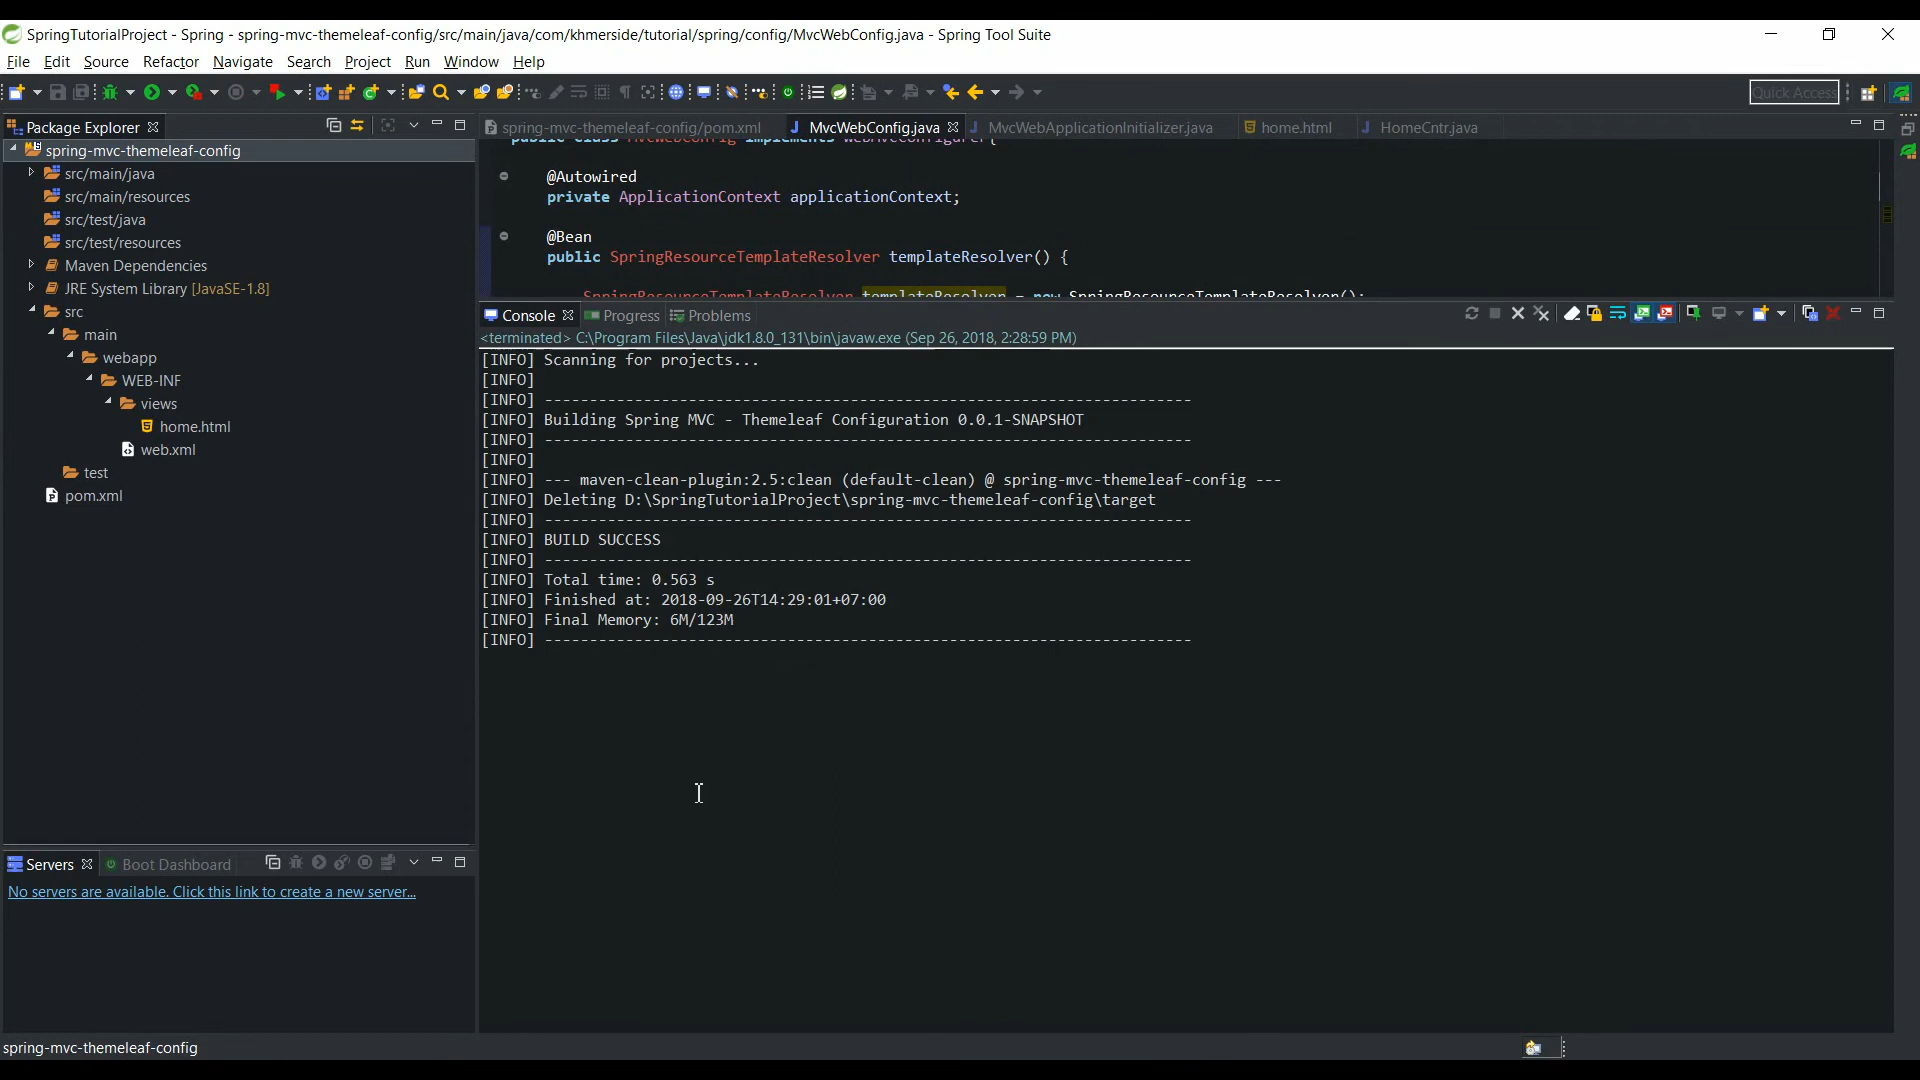 SpringTutorialProject - Spring - spring-mvc-themeleaf-config/src/main/java/com/khmerside/tutorial/spring/config/MvcWebConfig.java - Spring Tool Suite
File Edit Source Refactor Navigate Search Project Run Window Help
Quick Access
Package Explorer
spring-mvc-themeleaf-config
src/main/java
src/main/resources
src/test/java
src/test/resources
Maven Dependencies
JRE System Library [JavaSE-1.8]
src
main
webapp
WEB-INF
views
home.html
web.xml
test
pom.xml
spring-mvc-themeleaf-config/pom.xml MvcWebConfig.java MvcWebApplicationInitializer.java home.html HomeCntr.java
public class MvcWebConfig implements WebMvcConfigurer{
@Autowired
private ApplicationContext applicationContext;
@Bean
public SpringResourceTemplateResolver templateResolver() {
SpringResourceTemplateResolver templateResolver = new SpringResourceTemplateResolver();
Console Progress Problems
<terminated> C:\Program Files\Java\jdk1.8.0_131\bin\javaw.exe (Sep 26, 2018, 2:28:59 PM)
[INFO] Scanning for projects...
[INFO]
[INFO] ------------------------------------------------------------------------
[INFO] Building Spring MVC - Themeleaf Configuration 0.0.1-SNAPSHOT
[INFO] ------------------------------------------------------------------------
[INFO]
[INFO] --- maven-clean-plugin:2.5:clean (default-clean) @ spring-mvc-themeleaf-config ---
[INFO] Deleting D:\SpringTutorialProject\spring-mvc-themeleaf-config\target
[INFO] ------------------------------------------------------------------------
[INFO] BUILD SUCCESS
[INFO] ------------------------------------------------------------------------
[INFO] Total time: 0.563 s
[INFO] Finished at: 2018-09-26T14:29:01+07:00
[INFO] Final Memory: 6M/123M
[INFO] ------------------------------------------------------------------------
Servers Boot Dashboard
No servers are available. Click this link to create a new server...
spring-mvc-themeleaf-config